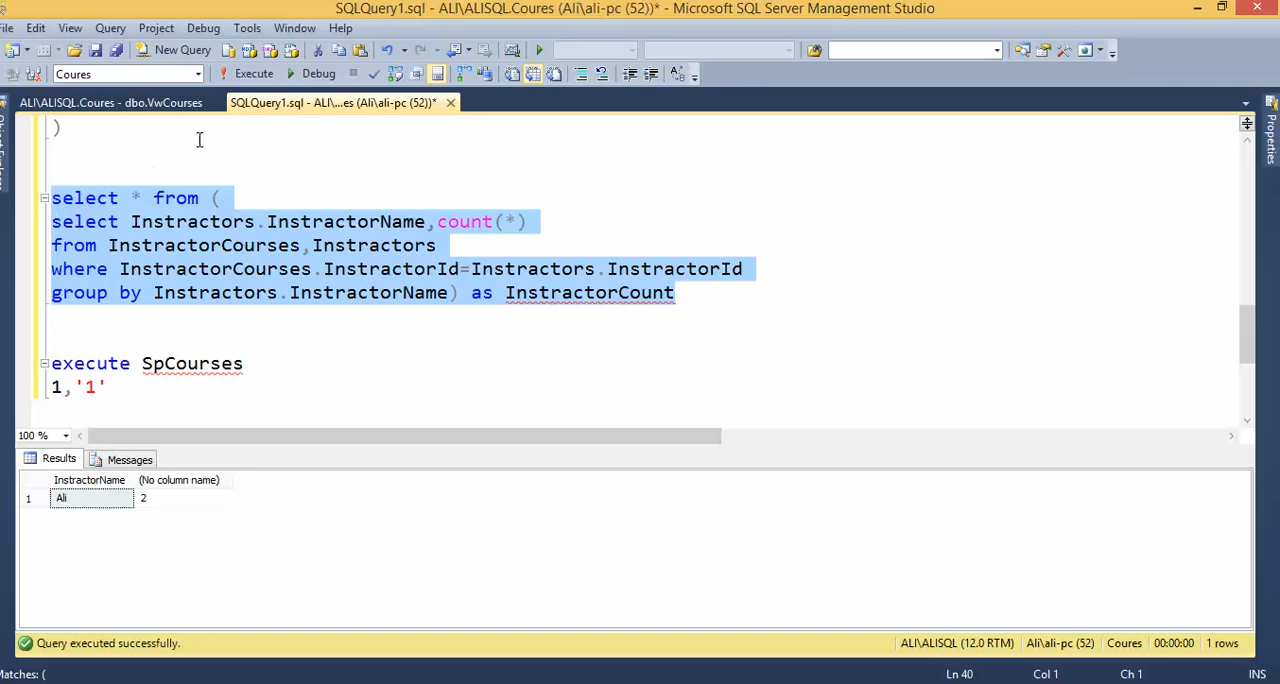 SQLQuery1.sql - ALI\ALISQL.Coures (Ali\ali-pc (52))* - Microsoft SQL Server Management Studio
Edit View Query Project Debug Tools Window Help
New Query
Coures Execute Debug
ALI\ALISQL.Coures - dbo.VwCourses SQLQuery1.sql - ALI\...es (Ali\ali-pc (52))*
)
select * from (
select Instractors.InstractorName,count(*)
from InstractorCourses,Instractors
where InstractorCourses.InstractorId=Instractors.InstractorId
group by Instractors.InstractorName) as InstractorCount
execute SpCourses
1,'1'
Properties
100 %
Results Messages
InstractorName (No column name)
1 Ali 2
Query executed successfully. ALI\ALISQL (12.0 RTM) Ali\ali-pc (52) Coures 00:00:00 1 rows
Matches: ( Ln 40 Col 1 Ch 1 INS